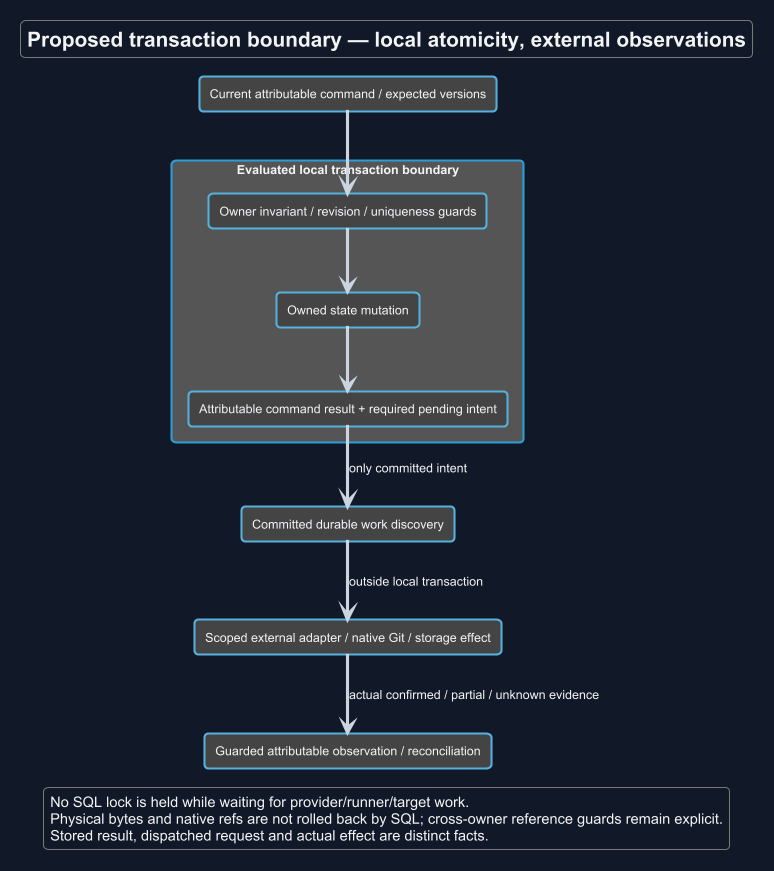 Proposed transaction boundary — local atomicity, external observations
Current attributable command / expected versions
Evaluated local transaction boundary
Owner invariant / revision / uniqueness guards
Owned state mutation
Attributable command result + required pending intent
only committed intent
Committed durable work discovery
outside local transaction
Scoped external adapter / native Git / storage effect
actual confirmed / partial / unknown evidence
Guarded attributable observation / reconciliation
No SQL lock is held while waiting for provider/runner/target work.
Physical bytes and native refs are not rolled back by SQL; cross-owner reference guards remain explicit.
Stored result, dispatched request and actual effect are distinct facts.